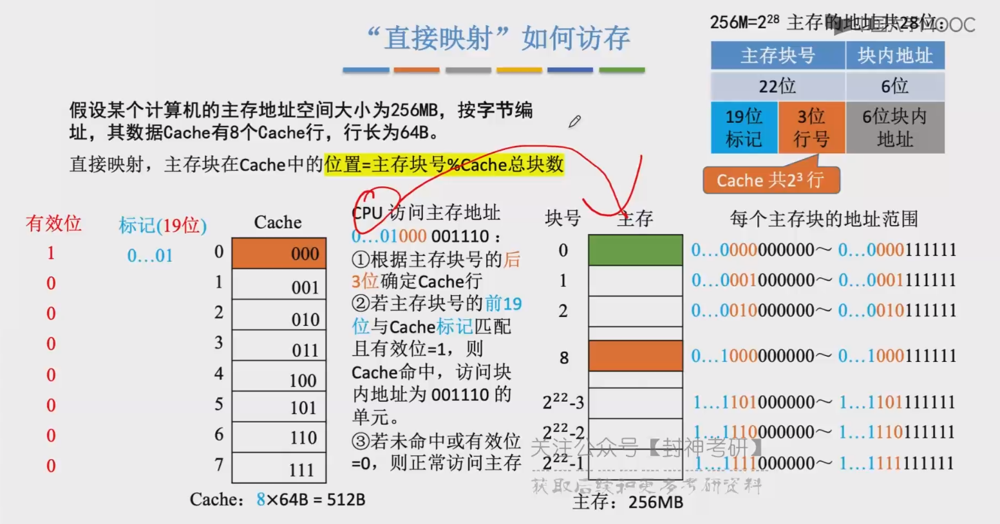 “直接映射”如何访存
256M=2²⁸ 主存的地址共28位:
主存块号 块内地址
22位 6位
19位标记 3位行号 6位块内地址
Cache 共2³ 行
假设某个计算机的主存地址空间大小为256MB，按字节编
址，其数据Cache有8个Cache行，行长为64B。
直接映射，主存块在Cache中的位置=主存块号%Cache总块数
有效位 标记(19位) Cache
1 0…01 0 000
0 1 001
0 2 010
0 3 011
0 4 100
0 5 101
0 6 110
0 7 111
Cache：8×64B = 512B
CPU 访问主存地址
0…01000 001110：
①根据主存块号的后
3位确定Cache行
②若主存块号的前19
位与Cache标记匹配
且有效位=1，则
Cache命中，访问块
内地址为 001110 的
单元。
③若未命中或有效位
=0，则正常访问主存
块号 主存 每个主存块的地址范围
0 0…0000000000～ 0…0000111111
1 0…0001000000～ 0…0001111111
2 0…0010000000～ 0…0010111111
8 0…1000000000～ 0…1000111111
2²²-3 1…1101000000～ 1…1101111111
2²²-2 1…1110000000～ 1…1110111111
2²²-1 1…1111000000～ 1…1111111111
主存：256MB
关注公众号【封神考研】
获取后续和更多考研资料